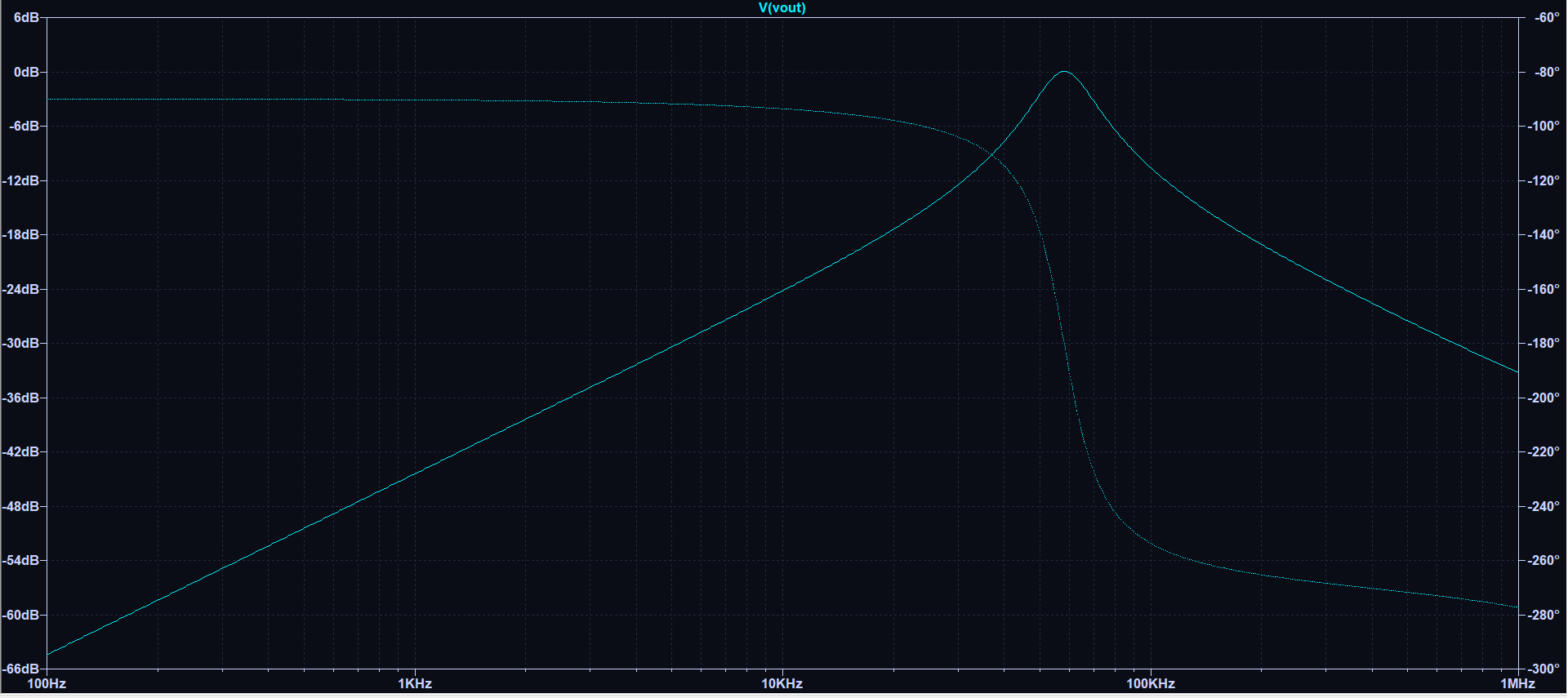 V(vout)
6dB
0dB
-6dB
-12dB
-18dB
-24dB
-30dB
-36dB
-42dB
-48dB
-54dB
-60dB
-66dB
-60°
-80°
-100°
-120°
-140°
-160°
-180°
-200°
-220°
-240°
-260°
-280°
-300°
100Hz 1KHz 10KHz 100KHz 1MHz